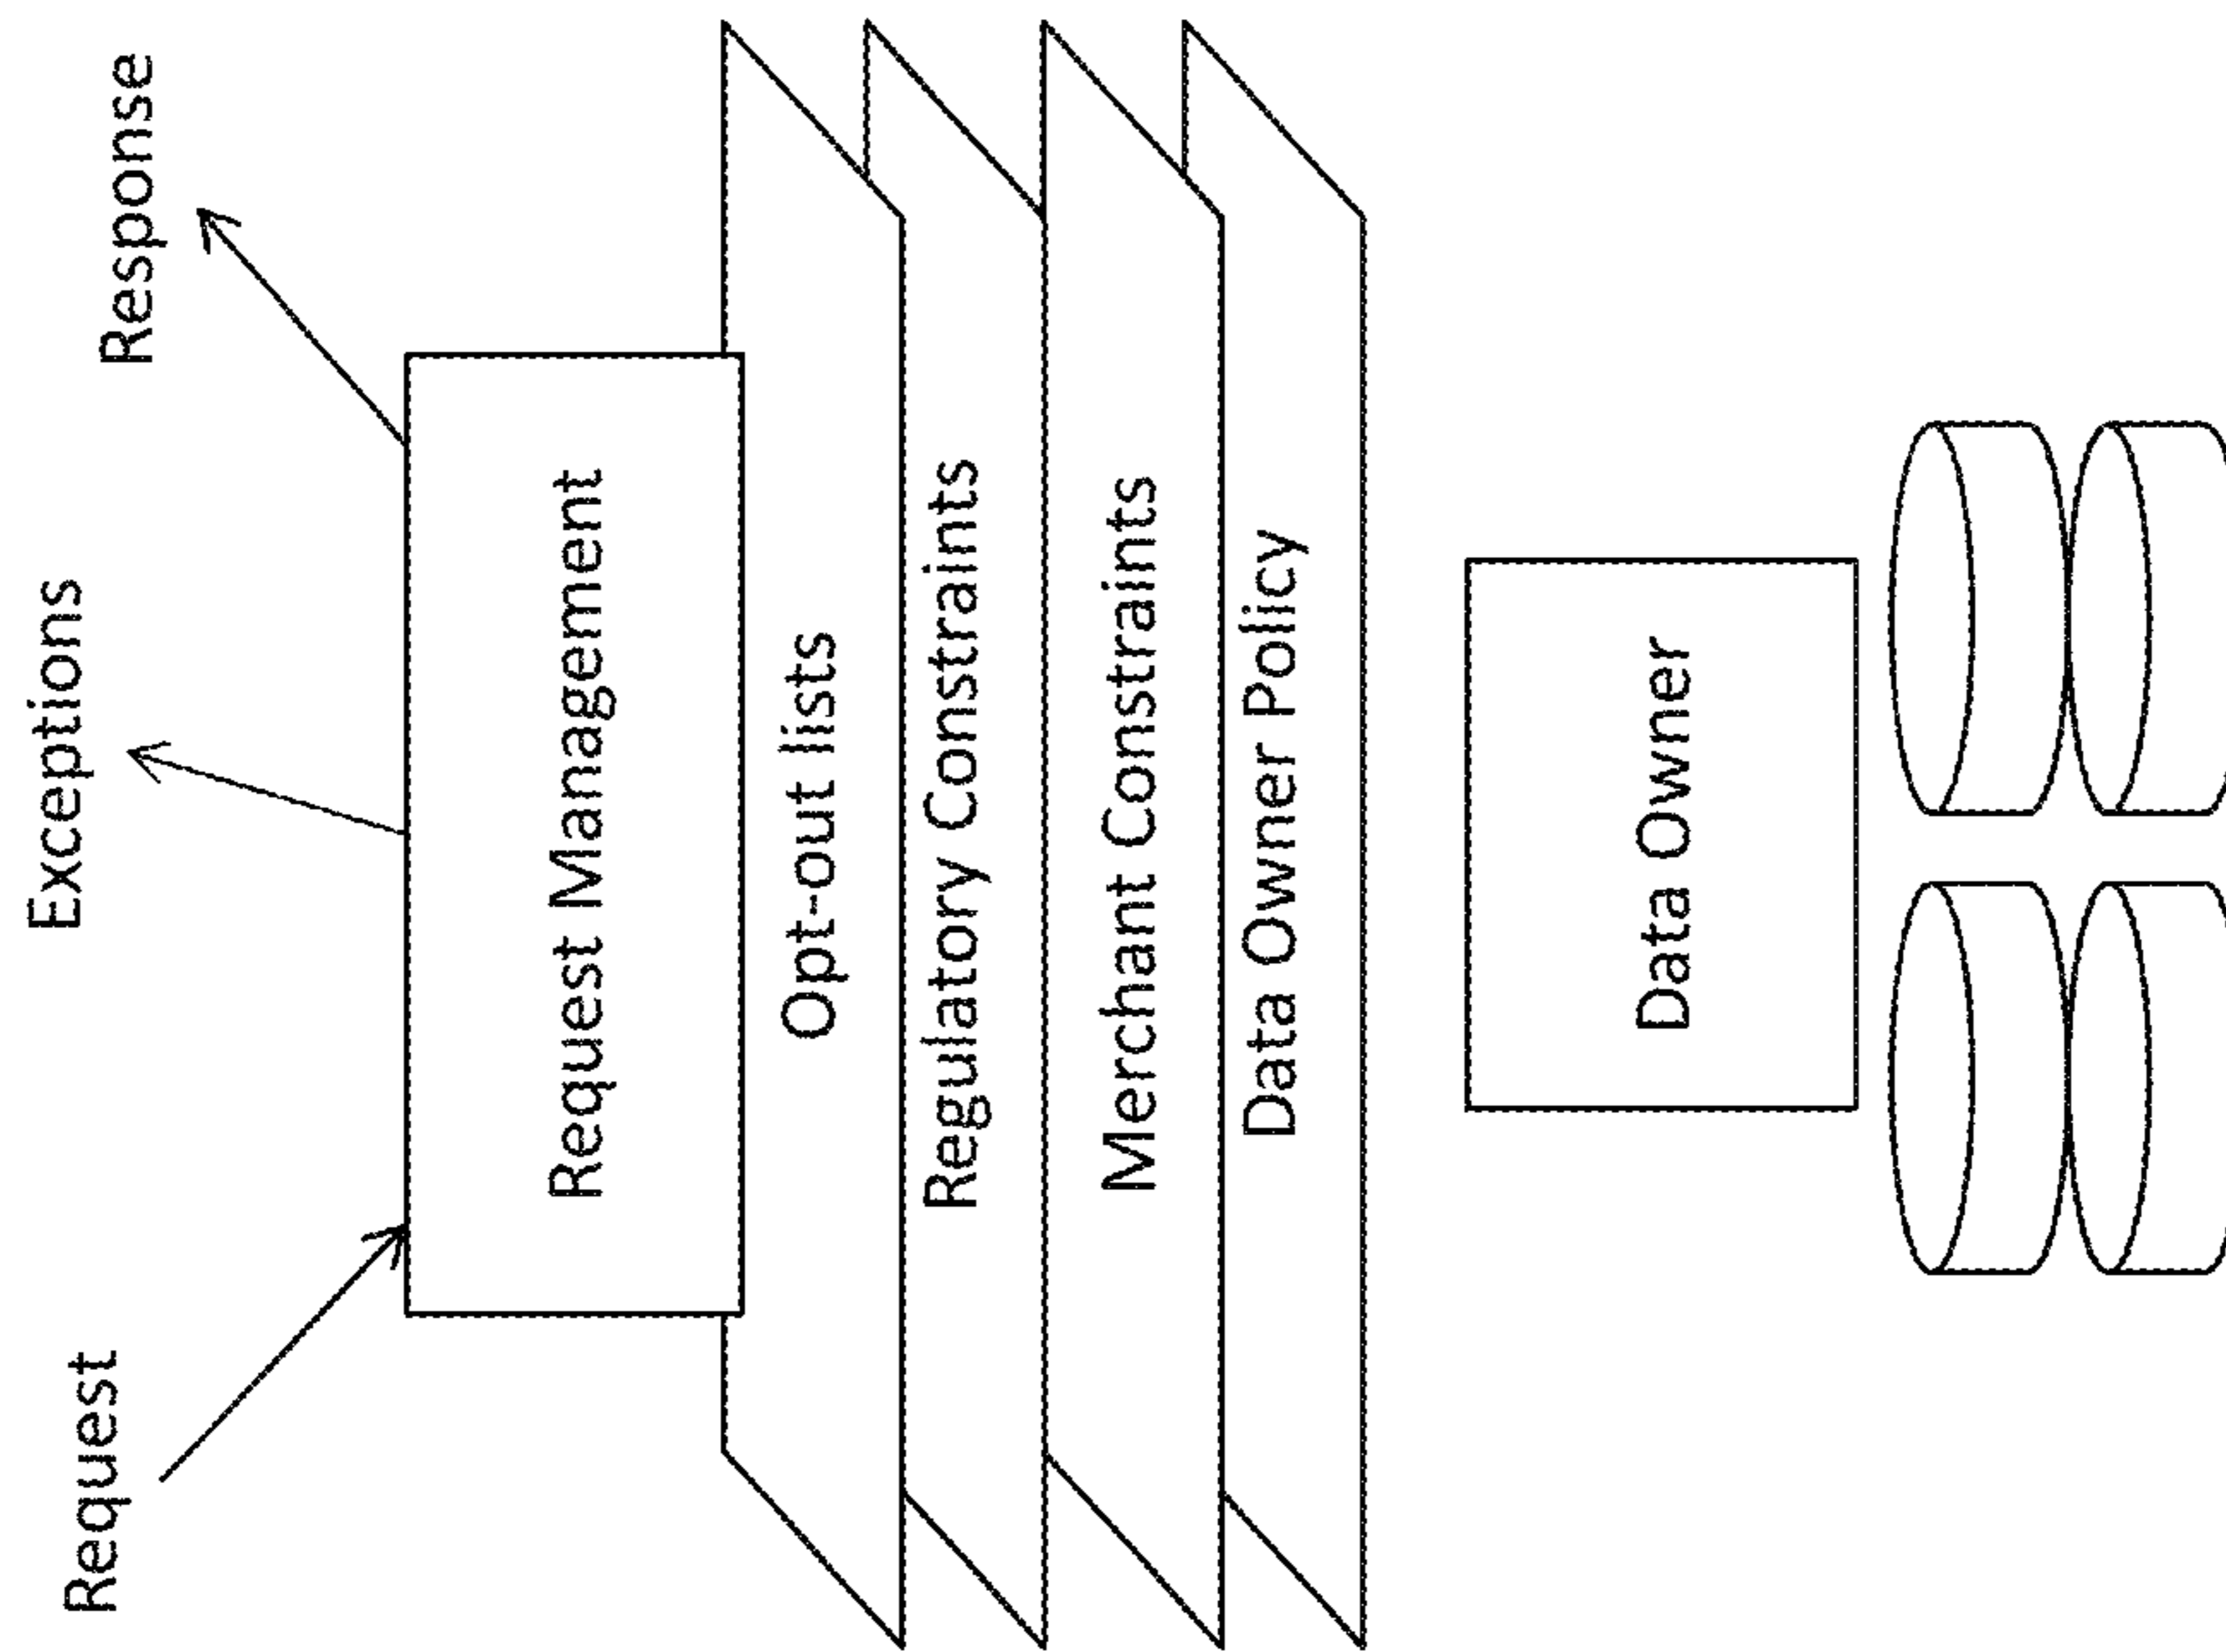 Request
Exceptions
Response
Request Management
Opt-out lists
Regulatory Constraints
Merchant Constraints
Data Owner Policy
Data Owner